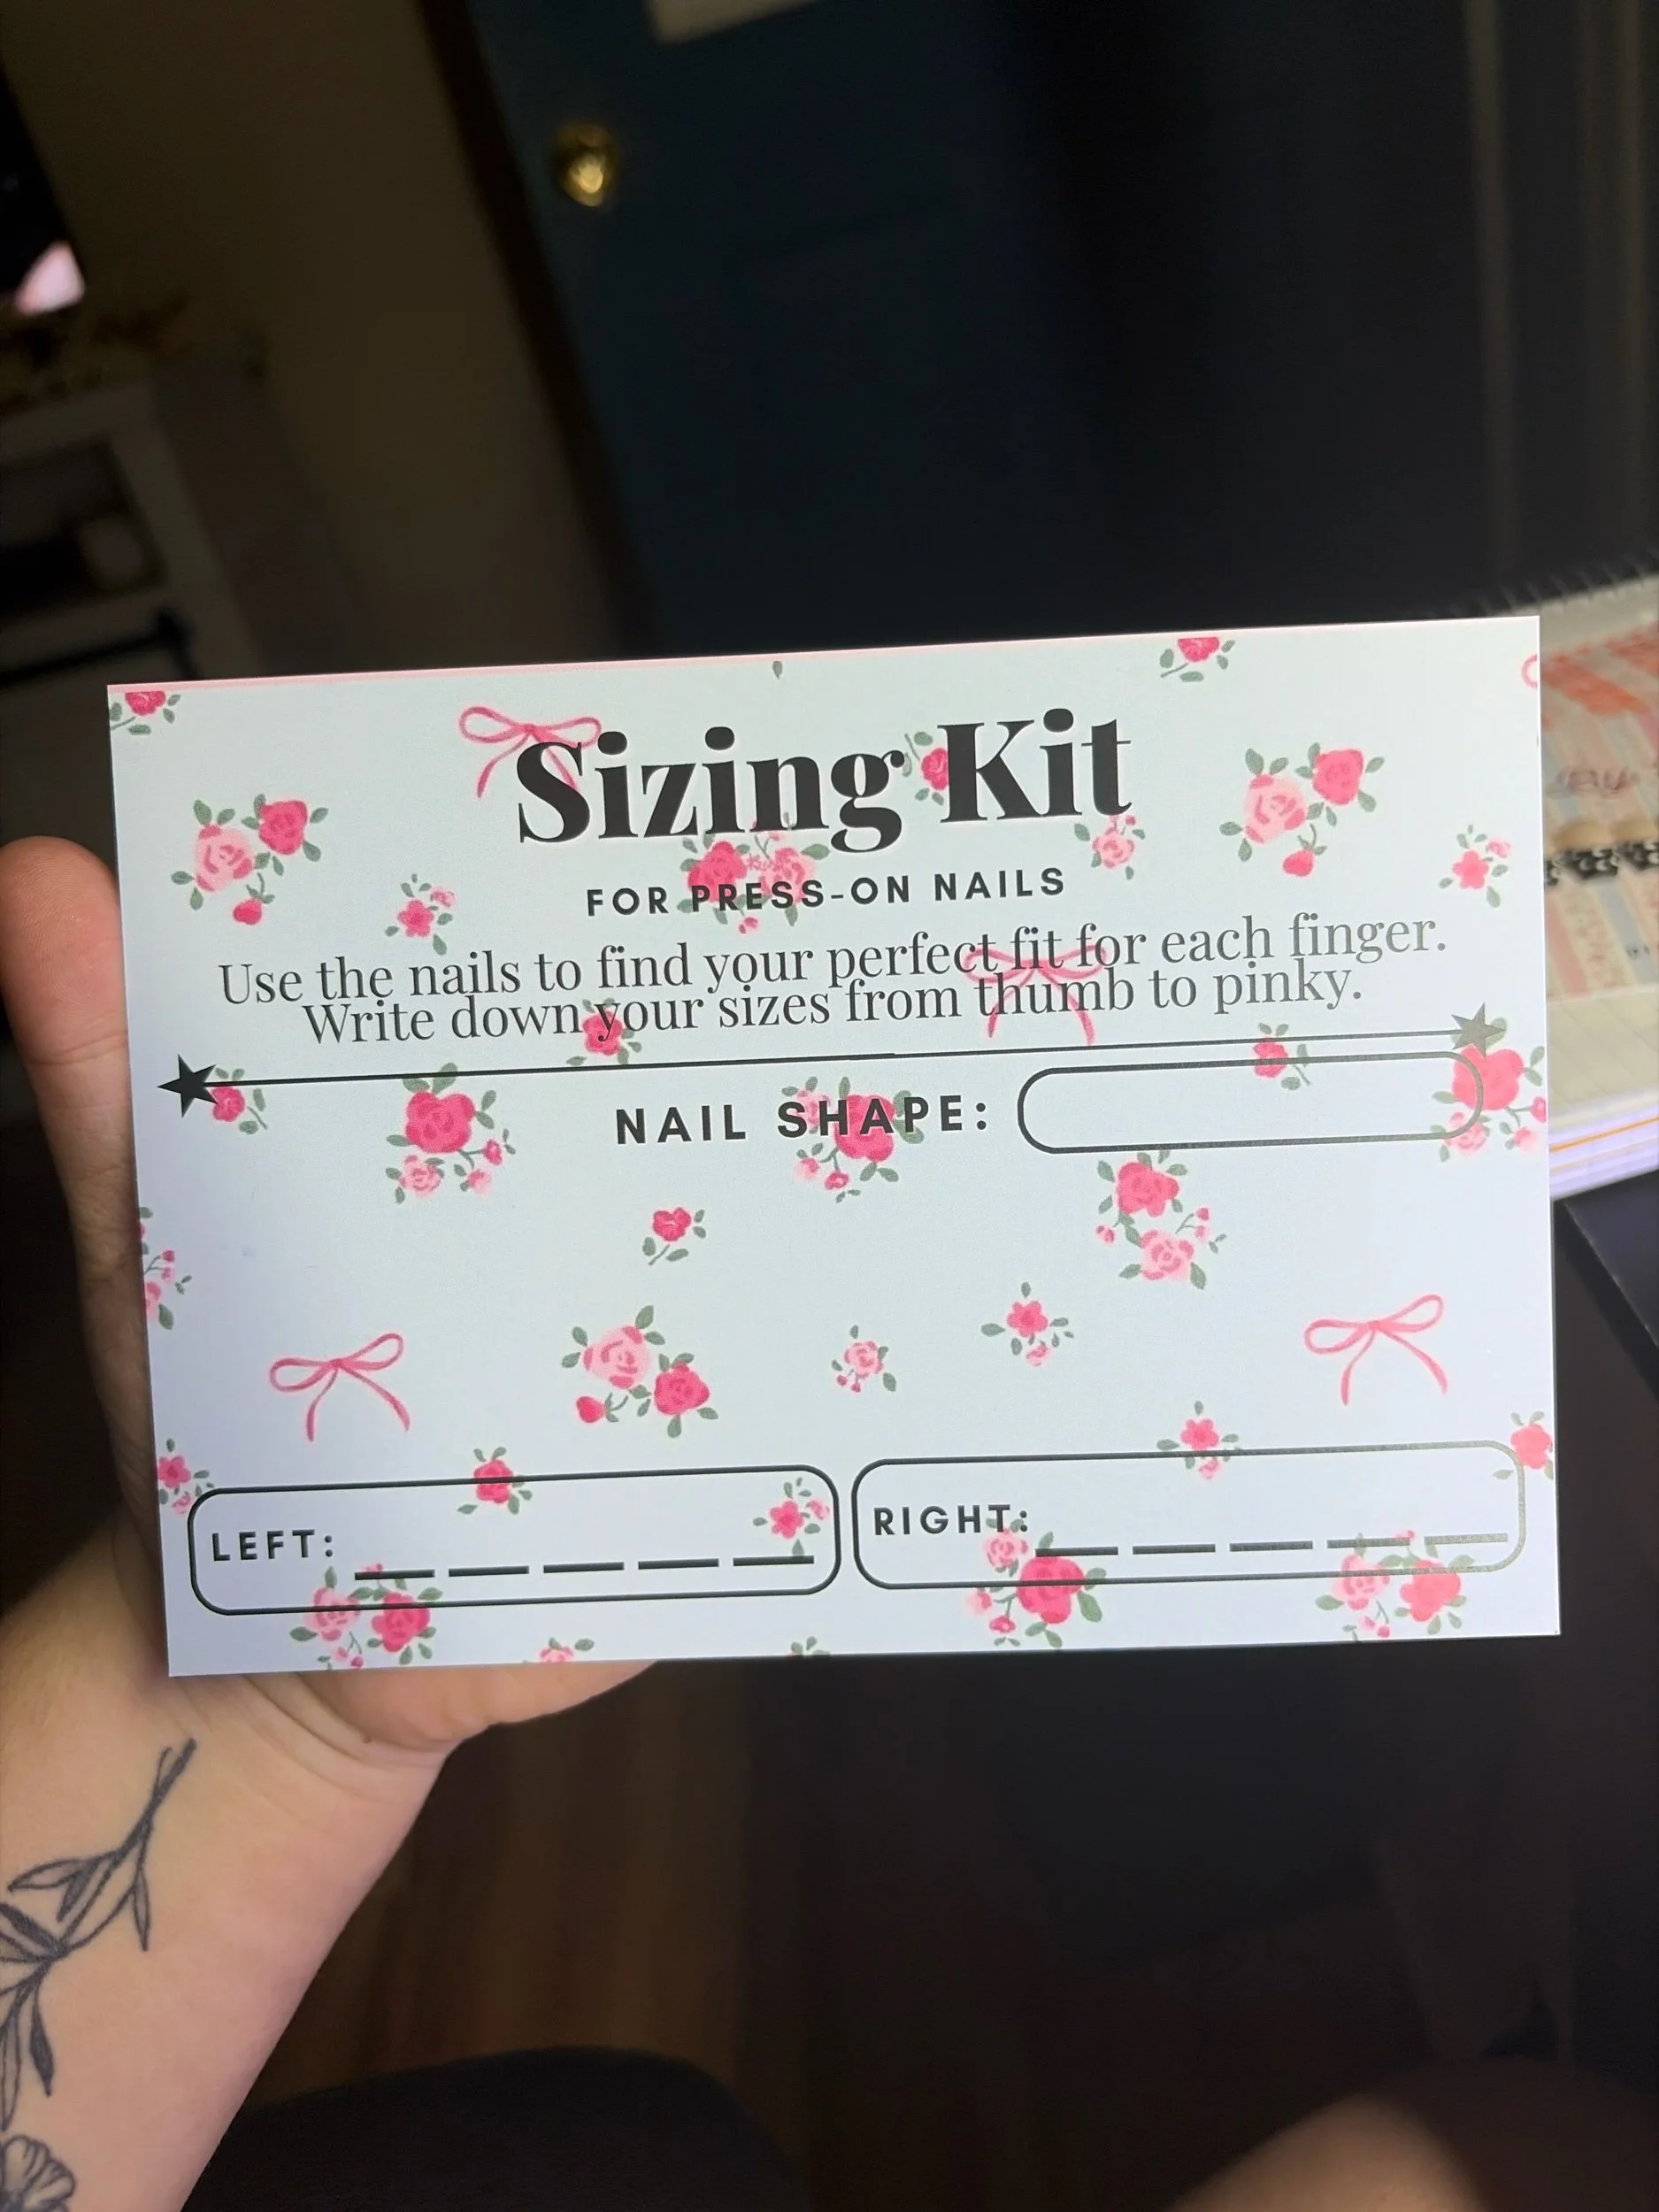 Sizing Kit
FOR PRESS-ON NAILS
Use the nails to find your perfect fit for each finger.
Write down your sizes from thumb to pinky.
NAIL SHAPE:
LEFT: _ _ _ _ _
RIGHT: _ _ _ _ _